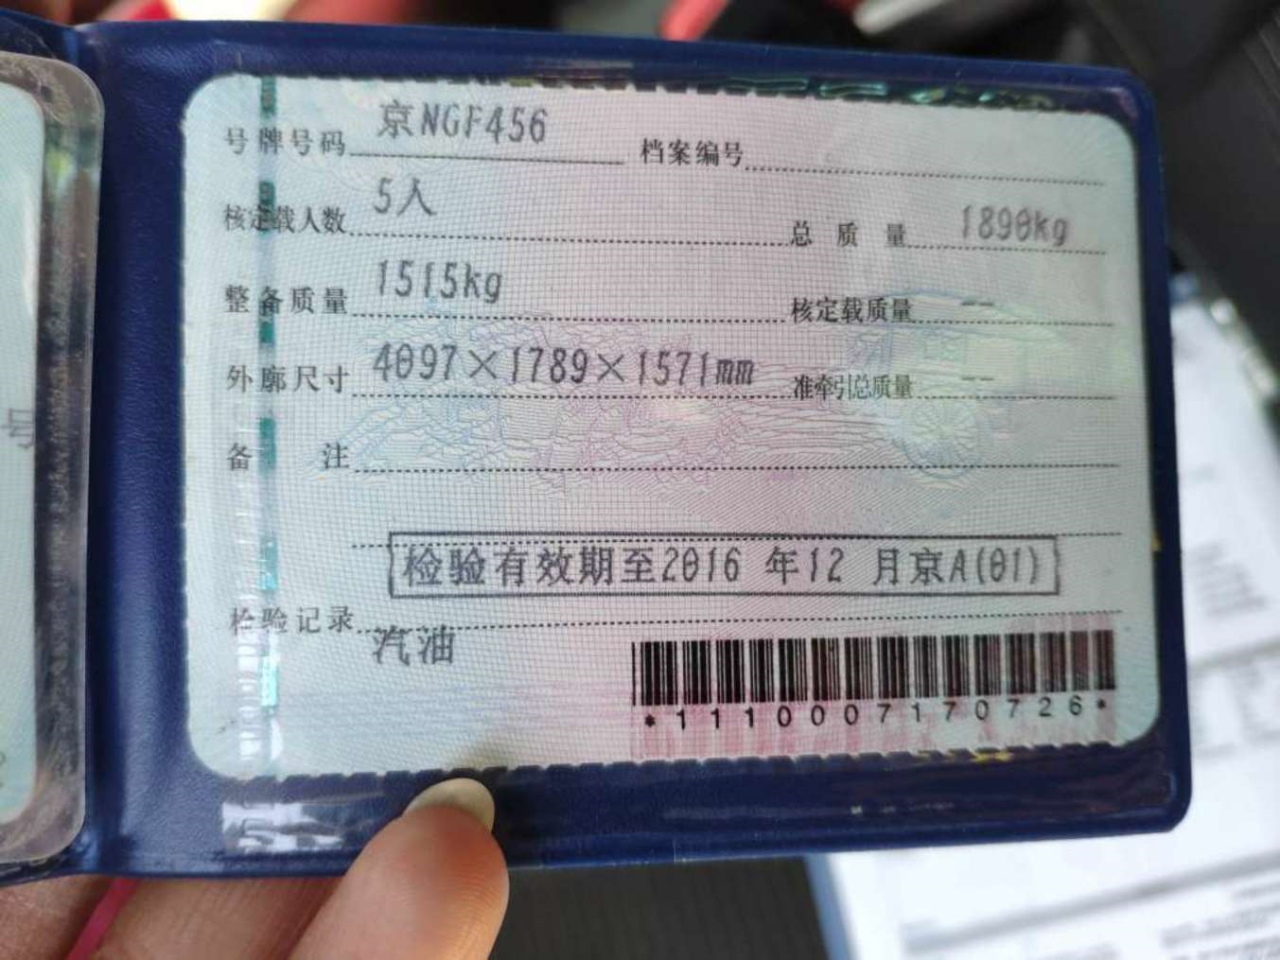 号牌号码 京NGF456 档案编号
核定载人数 5人 总质量 1890kg
整备质量 1515kg 核定载质量 --
外廓尺寸 4097×1789×1571mm 准牵引总质量 --
备注
检验有效期至2016 年12 月京A(01)
检验记录
汽油
*1110007170726*
号